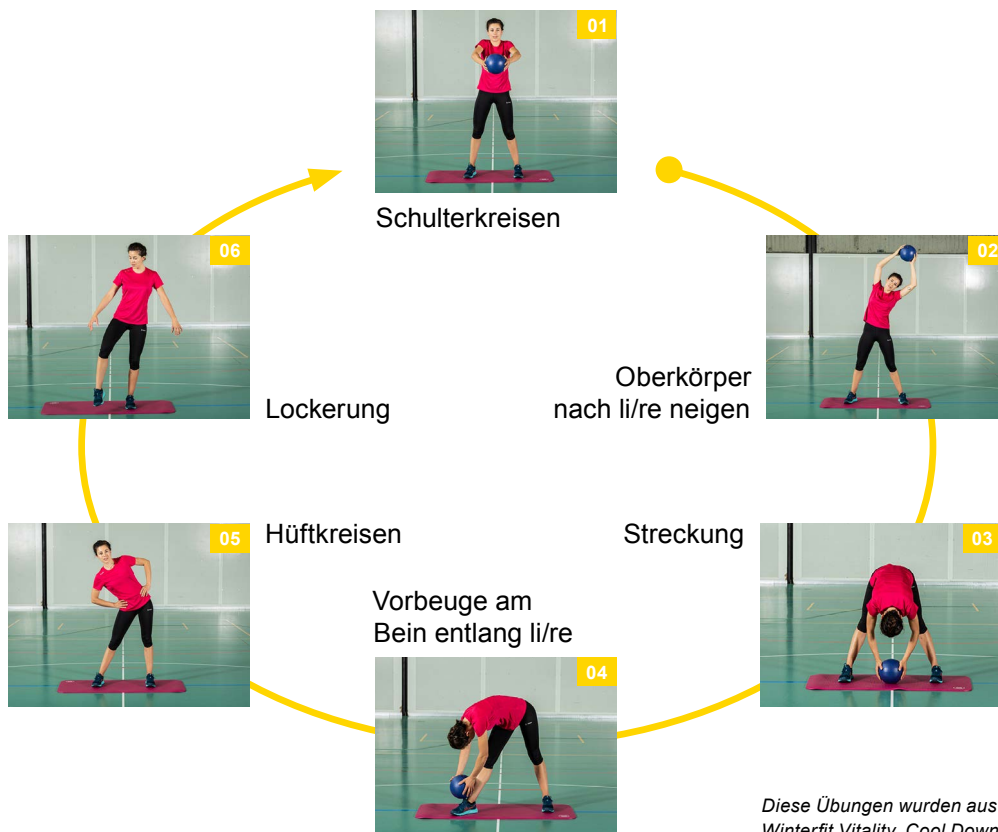 01
Schulterkreisen
02
Oberkörper
nach li/re neigen
03
Streckung
04
Vorbeuge am
Bein entlang li/re
05
Hüftkreisen
06
Lockerung
Diese Übungen wurden aus
Winterfit Vitality, Cool Down